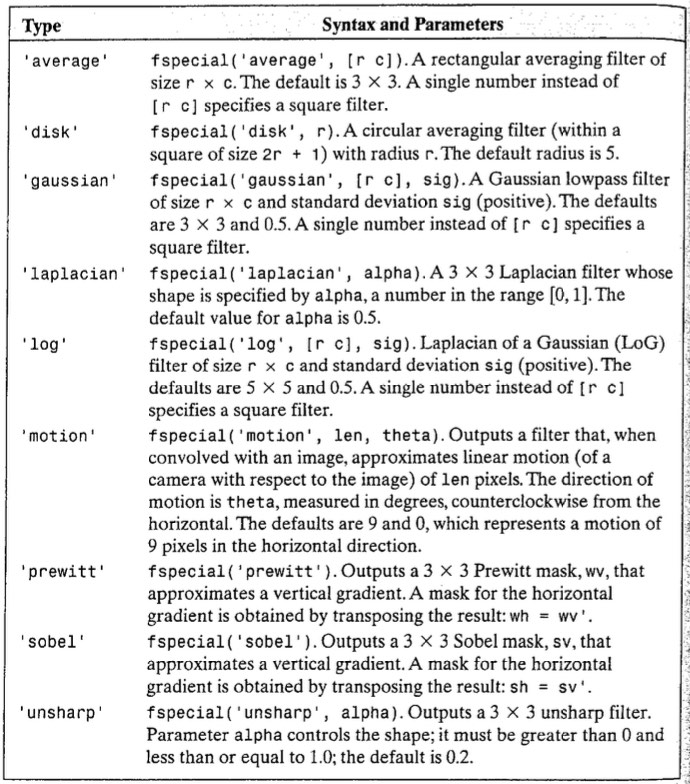 Type Syntax and Parameters
'average' fspecial('average', [r c]). A rectangular averaging filter of
size r × c. The default is 3 × 3. A single number instead of
[r c] specifies a square filter.
'disk' fspecial('disk', r). A circular averaging filter (within a
square of size 2r + 1) with radius r. The default radius is 5.
'gaussian' fspecial('gaussian', [r c], sig). A Gaussian lowpass filter
of size r × c and standard deviation sig (positive). The defaults
are 3 × 3 and 0.5. A single number instead of [r c] specifies a
square filter.
'laplacian' fspecial('laplacian', alpha). A 3 × 3 Laplacian filter whose
shape is specified by alpha, a number in the range [0, 1]. The
default value for alpha is 0.5.
'log' fspecial('log', [r c], sig). Laplacian of a Gaussian (LoG)
filter of size r × c and standard deviation sig (positive). The
defaults are 5 × 5 and 0.5. A single number instead of [r c]
specifies a square filter.
'motion' fspecial('motion', len, theta). Outputs a filter that, when
convolved with an image, approximates linear motion (of a
camera with respect to the image) of len pixels. The direction of
motion is theta, measured in degrees, counterclockwise from the
horizontal. The defaults are 9 and 0, which represents a motion of
9 pixels in the horizontal direction.
'prewitt' fspecial('prewitt'). Outputs a 3 × 3 Prewitt mask, wv, that
approximates a vertical gradient. A mask for the horizontal
gradient is obtained by transposing the result: wh = wv'.
'sobel' fspecial('sobel'). Outputs a 3 × 3 Sobel mask, sv, that
approximates a vertical gradient. A mask for the horizontal
gradient is obtained by transposing the result: sh = sv'.
'unsharp' fspecial('unsharp', alpha). Outputs a 3 × 3 unsharp filter.
Parameter alpha controls the shape; it must be greater than 0 and
less than or equal to 1.0; the default is 0.2.